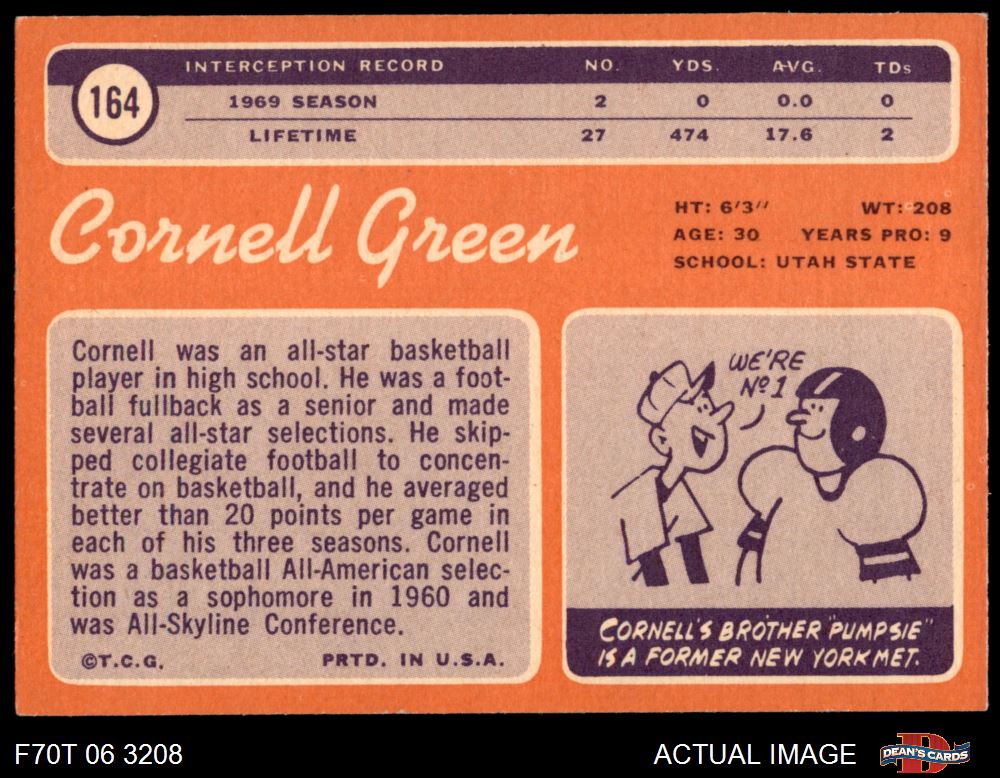 164
INTERCEPTION RECORD NO. YDS. AVG. TDs
1969 SEASON 2 0 0.0 0
LIFETIME 27 474 17.6 2
Cornell Green
HT: 6'3" WT: 208
AGE: 30 YEARS PRO: 9
SCHOOL: UTAH STATE
Cornell was an all-star basketball
player in high school. He was a foot-
ball fullback as a senior and made
several all-star selections. He skip-
ped collegiate football to concen-
trate on basketball, and he averaged
better than 20 points per game in
each of his three seasons. Cornell
was a basketball All-American selec-
tion as a sophomore in 1960 and
was All-Skyline Conference.
©T.C.G. PRTD. IN U.S.A.
WE'RE
Nº 1
CORNELL'S BROTHER "PUMPSIE"
IS A FORMER NEW YORK MET.
F70T 06 3208
ACTUAL IMAGE
D
DEAN'S CARDS